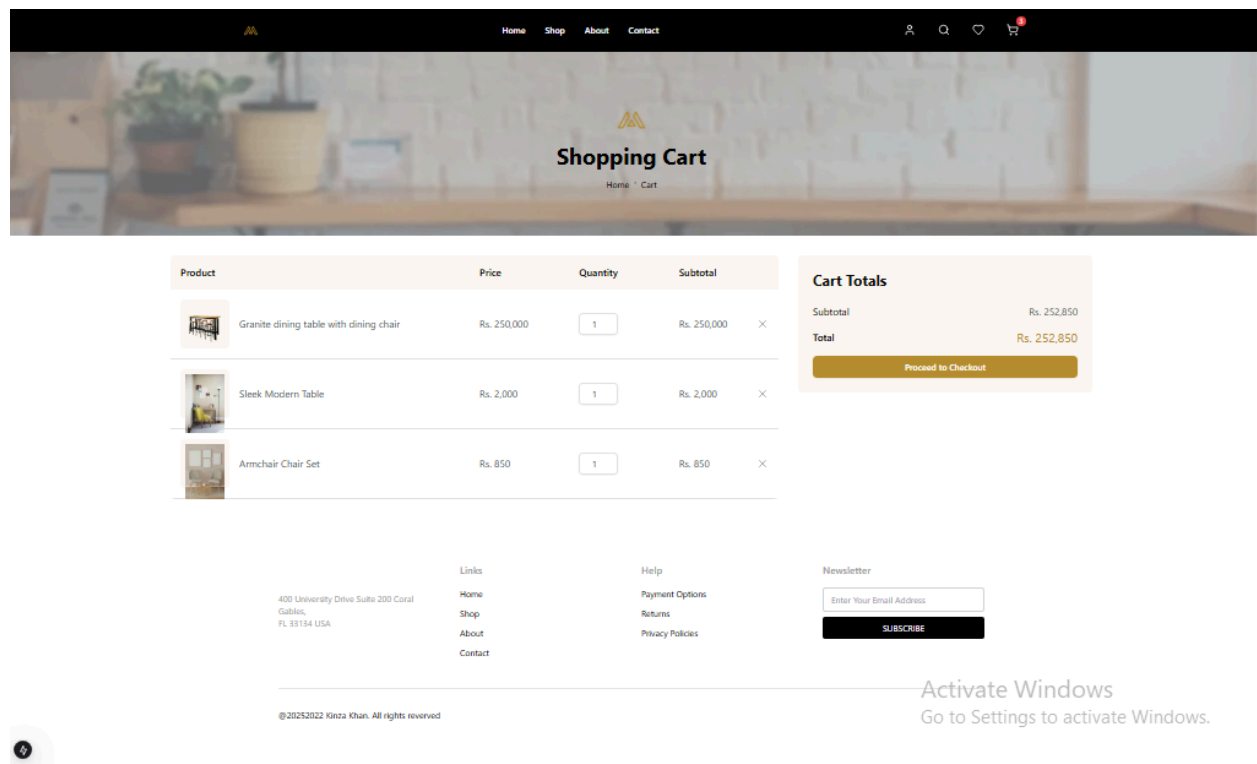 Home Shop About Contact
3
Shopping Cart
Home Cart
Product Price Quantity Subtotal
Granite dining table with dining chair Rs. 250,000 1 Rs. 250,000
Sleek Modern Table Rs. 2,000 1 Rs. 2,000
Armchair Chair Set Rs. 850 1 Rs. 850
Cart Totals
Subtotal Rs. 252,850
Total Rs. 252,850
Proceed to Checkout
400 University Drive Suite 200 Coral
Gables,
FL 33134 USA
Links
Home
Shop
About
Contact
Help
Payment Options
Returns
Privacy Policies
Newsletter
Enter Your Email Address
SUBSCRIBE
@20252022 Kinza Khan. All rights reverved
Activate Windows
Go to Settings to activate Windows.